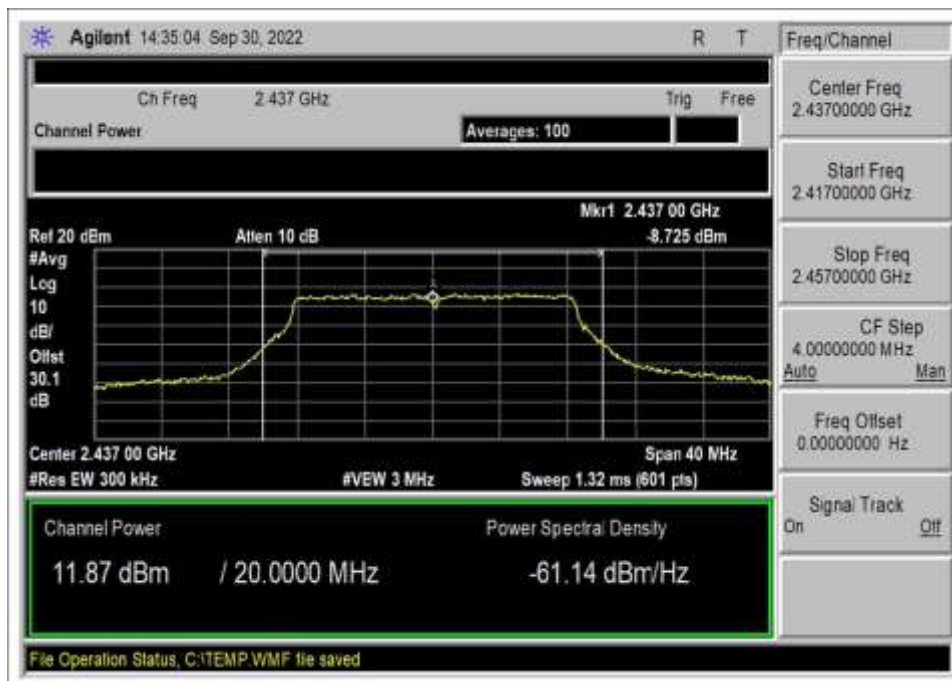 Agilent 14:35:04 Sep 30, 2022 R T
Freq/Channel
Ch Freq 2.437 GHz Trig Free
Channel Power Averages: 100
Mkr1 2.437 00 GHz
Ref 20 dBm Atten 10 dB -8.725 dBm
#Avg
Log
10
dB/
Offst
30.1
dB
1
Center 2.437 00 GHz Span 40 MHz
#Res BW 300 kHz #VBW 3 MHz Sweep 1.32 ms (601 pts)
Channel Power Power Spectral Density
11.87 dBm / 20.0000 MHz -61.14 dBm/Hz
File Operation Status, C:\TEMP.WMF file saved
Center Freq
2.43700000 GHz
Start Freq
2.41700000 GHz
Stop Freq
2.45700000 GHz
CF Step
4.00000000 MHz
Auto Man
Freq Offset
0.00000000 Hz
Signal Track
On Off